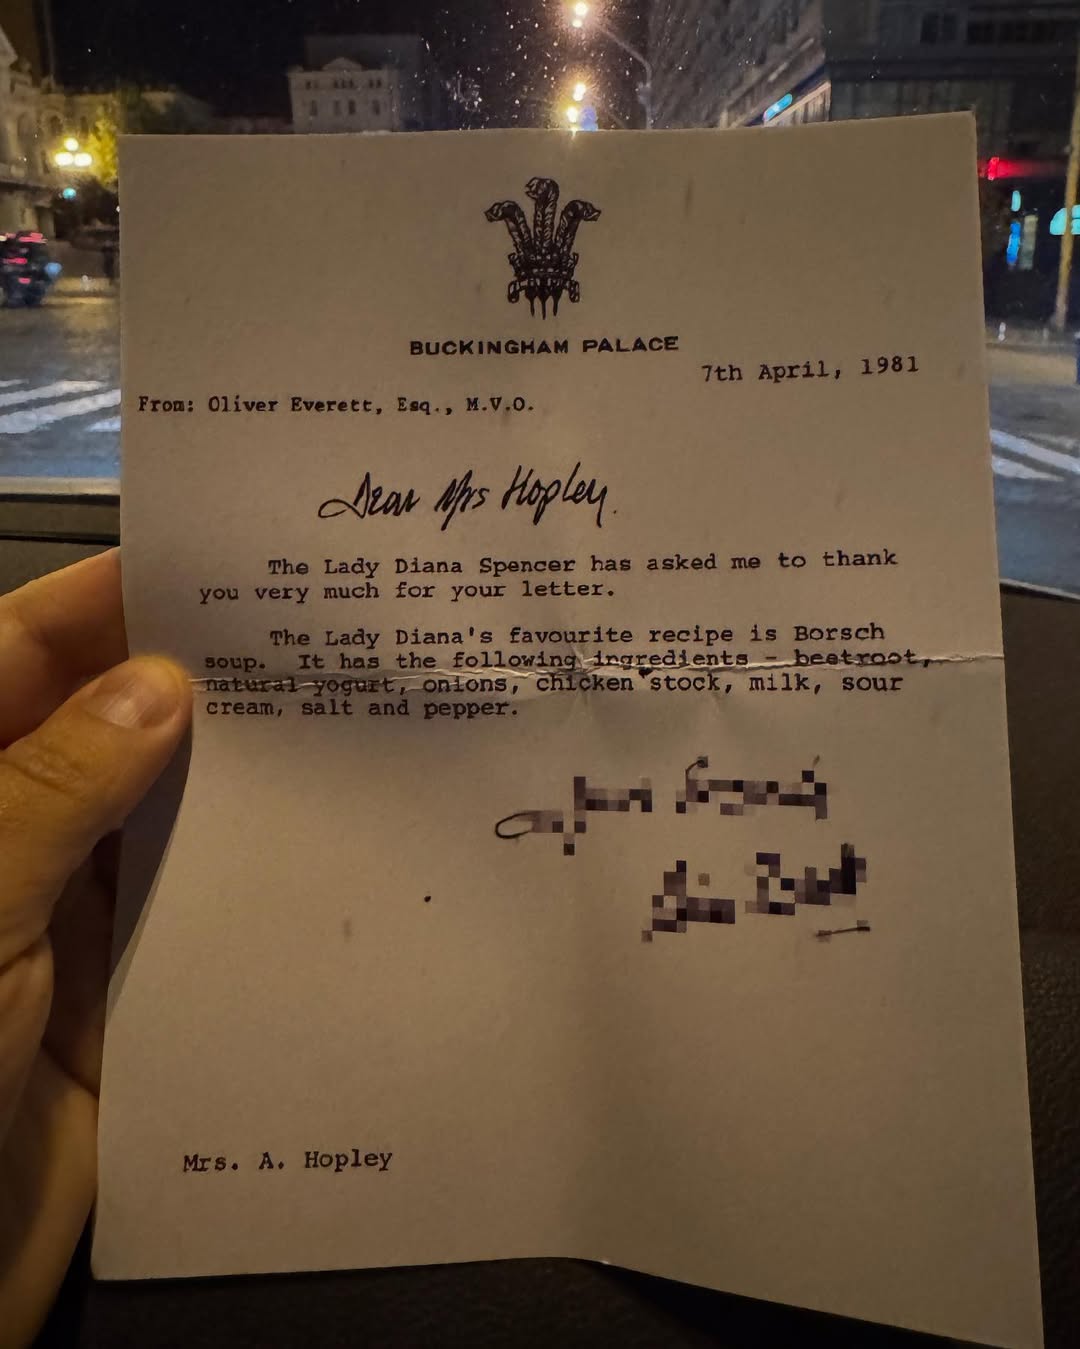 BUCKINGHAM PALACE
7th April, 1981
From: Oliver Everett, Esq., M.V.O.
Dear Mrs Hopley.
The Lady Diana Spencer has asked me to thank
you very much for your letter.
The Lady Diana's favourite recipe is Borsch
soup. It has the following ingredients - beetroot,
natural yogurt, onions, chicken stock, milk, sour
cream, salt and pepper.
Mrs. A. Hopley